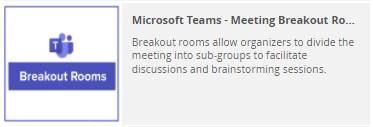 Breakout Rooms
Microsoft Teams - Meeting Breakout Ro...
Breakout rooms allow organizers to divide the
meeting into sub-groups to facilitate
discussions and brainstorming sessions.